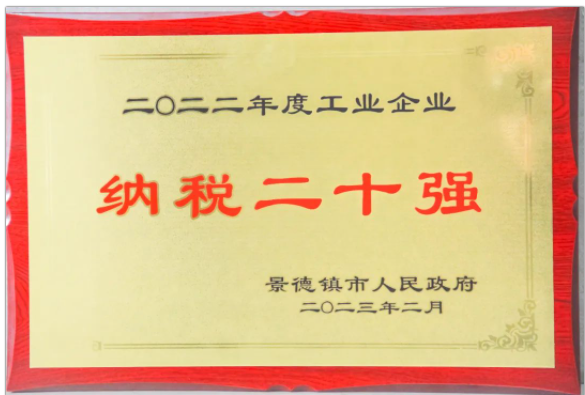 二〇二二年度工业企业
纳税二十强
景德镇市人民政府
二〇二三年二月